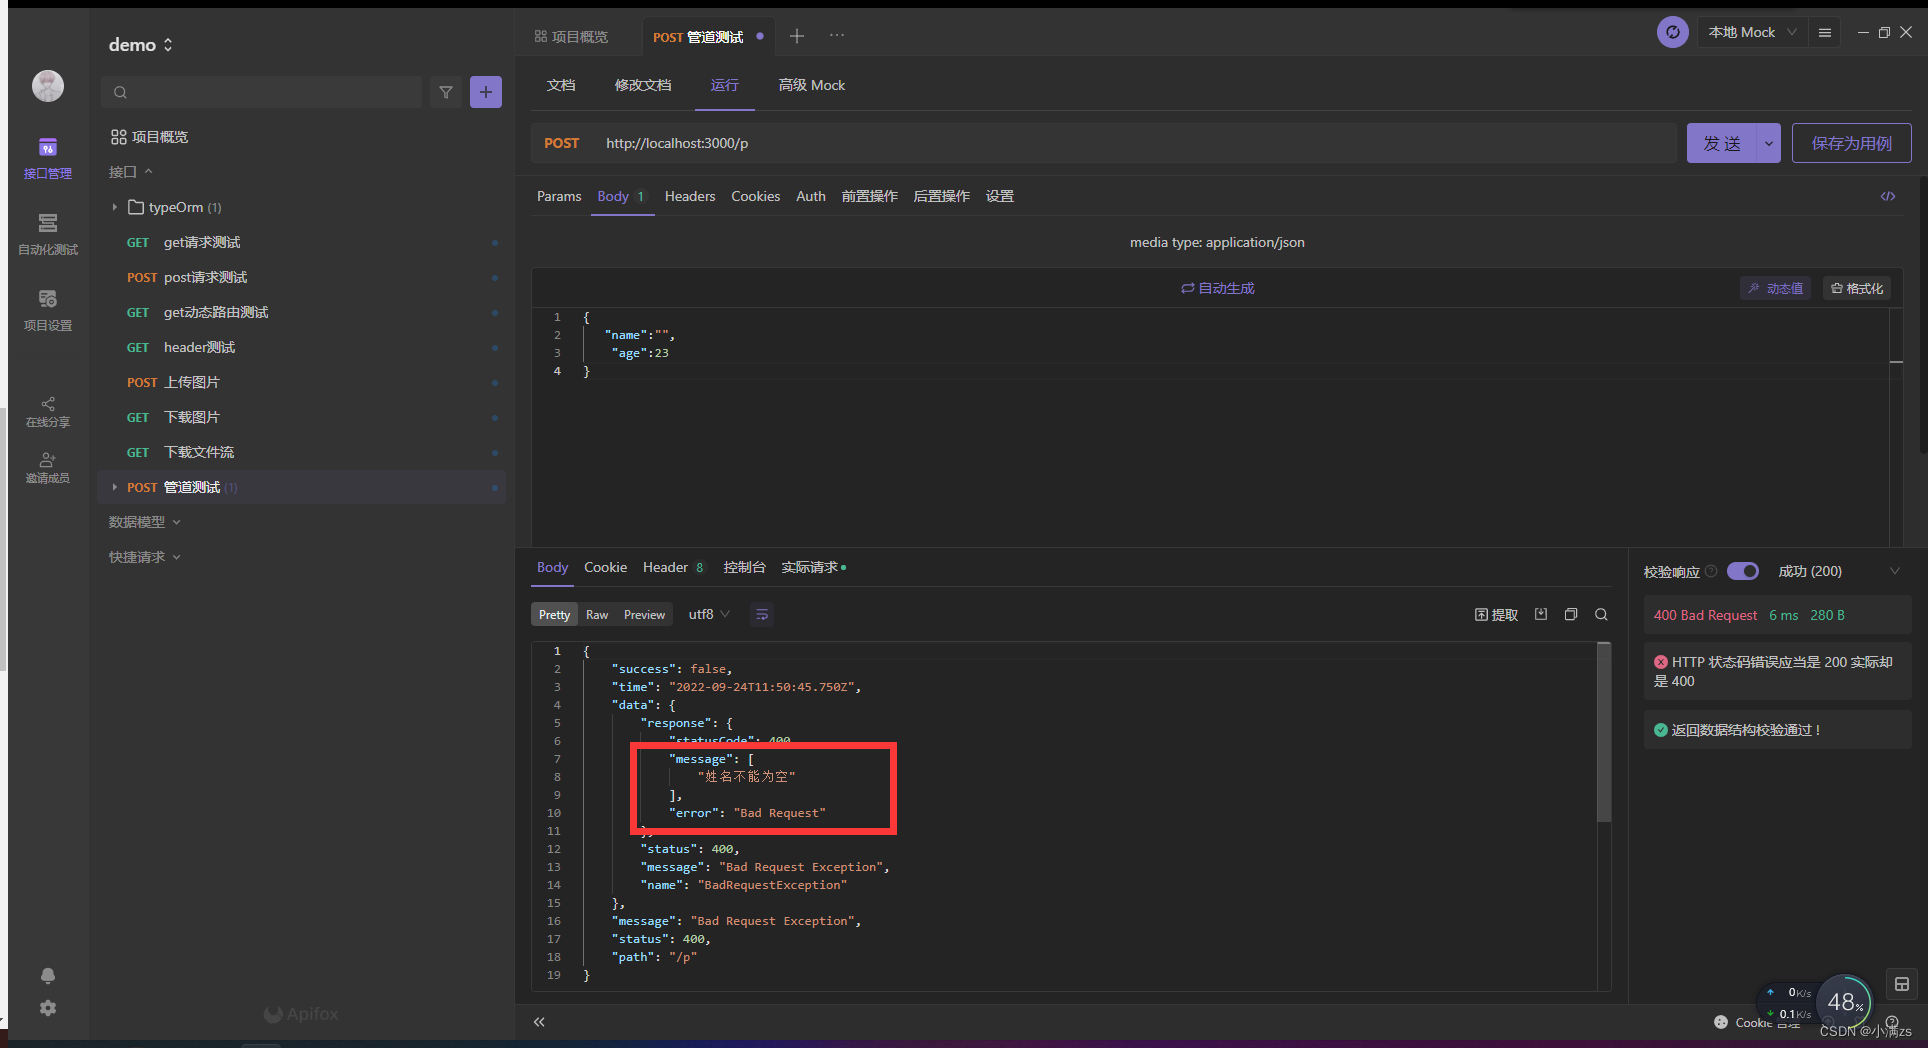 demo
项目概览
POST 管道测试
本地 Mock
文档
修改文档
运行
高级 Mock
项目概览
接口管理
接口
POST
http://localhost:3000/p
发 送
保存为用例
Params
Body 1
Headers
Cookies
Auth
前置操作
后置操作
设置
typeOrm (1)
自动化测试
GET get请求测试
media type: application/json
POST post请求测试
自动生成
动态值
格式化
项目设置
GET get动态路由测试
GET header测试
POST 上传图片
在线分享
GET 下载图片
GET 下载文件流
邀请成员
POST 管道测试 (1)
数据模型
快捷请求
1 {
2 "name":"",
3 "age":23
4 }
Body
Cookie
Header 8
控制台
实际请求
校验响应
成功 (200)
Pretty
Raw
Preview
utf8
提取
400 Bad Request 6 ms 280 B
HTTP 状态码错误应当是 200 实际却
是 400
返回数据结构校验通过！
1 {
2 "success": false,
3 "time": "2022-09-24T11:50:45.750Z",
4 "data": {
5 "response": {
6 "statusCode": 400,
7 "message": [
8 "姓名不能为空"
9 ],
10 "error": "Bad Request"
11 },
12 "status": 400,
13 "message": "Bad Request Exception",
14 "name": "BadRequestException"
15 },
16 "message": "Bad Request Exception",
17 "status": 400,
18 "path": "/p"
19 }
Apifox
0K/s
0.1K/s
48%
Cookie 管理
CSDN @小满zs